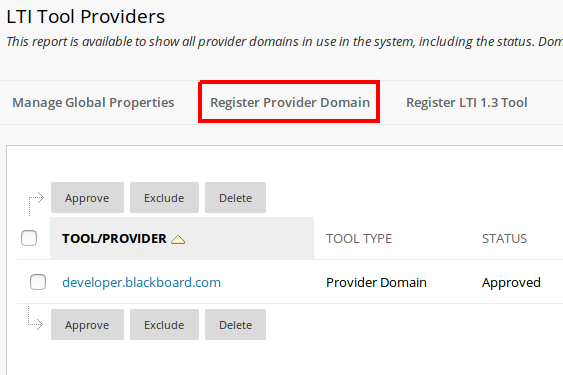 LTI Tool Providers
This report is available to show all provider domains in use in the system, including the status. Dom
Manage Global Properties Register Provider Domain Register LTI 1.3 Tool
Approve Exclude Delete
TOOL/PROVIDER TOOL TYPE STATUS
developer.blackboard.com Provider Domain Approved
Approve Exclude Delete